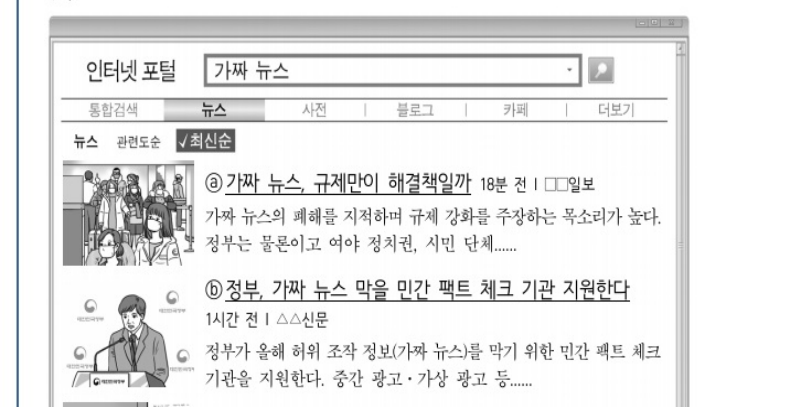 인터넷 포털
가짜 뉴스
통합검색 뉴스 사전 | 블로그 | 카페 | 더보기
뉴스 관련도순 ✓최신순
ⓐ 가짜 뉴스, 규제만이 해결책일까 18분 전 | □□일보
가짜 뉴스의 폐해를 지적하며 규제 강화를 주장하는 목소리가 높다.
정부는 물론이고 여야 정치권, 시민 단체......
ⓑ 정부, 가짜 뉴스 막을 민간 팩트 체크 기관 지원한다
1시간 전 | △△신문
정부가 올해 허위 조작 정보(가짜 뉴스)를 막기 위한 민간 팩트 체크
기관을 지원한다. 중간 광고·가상 광고 등......
대한민국정부